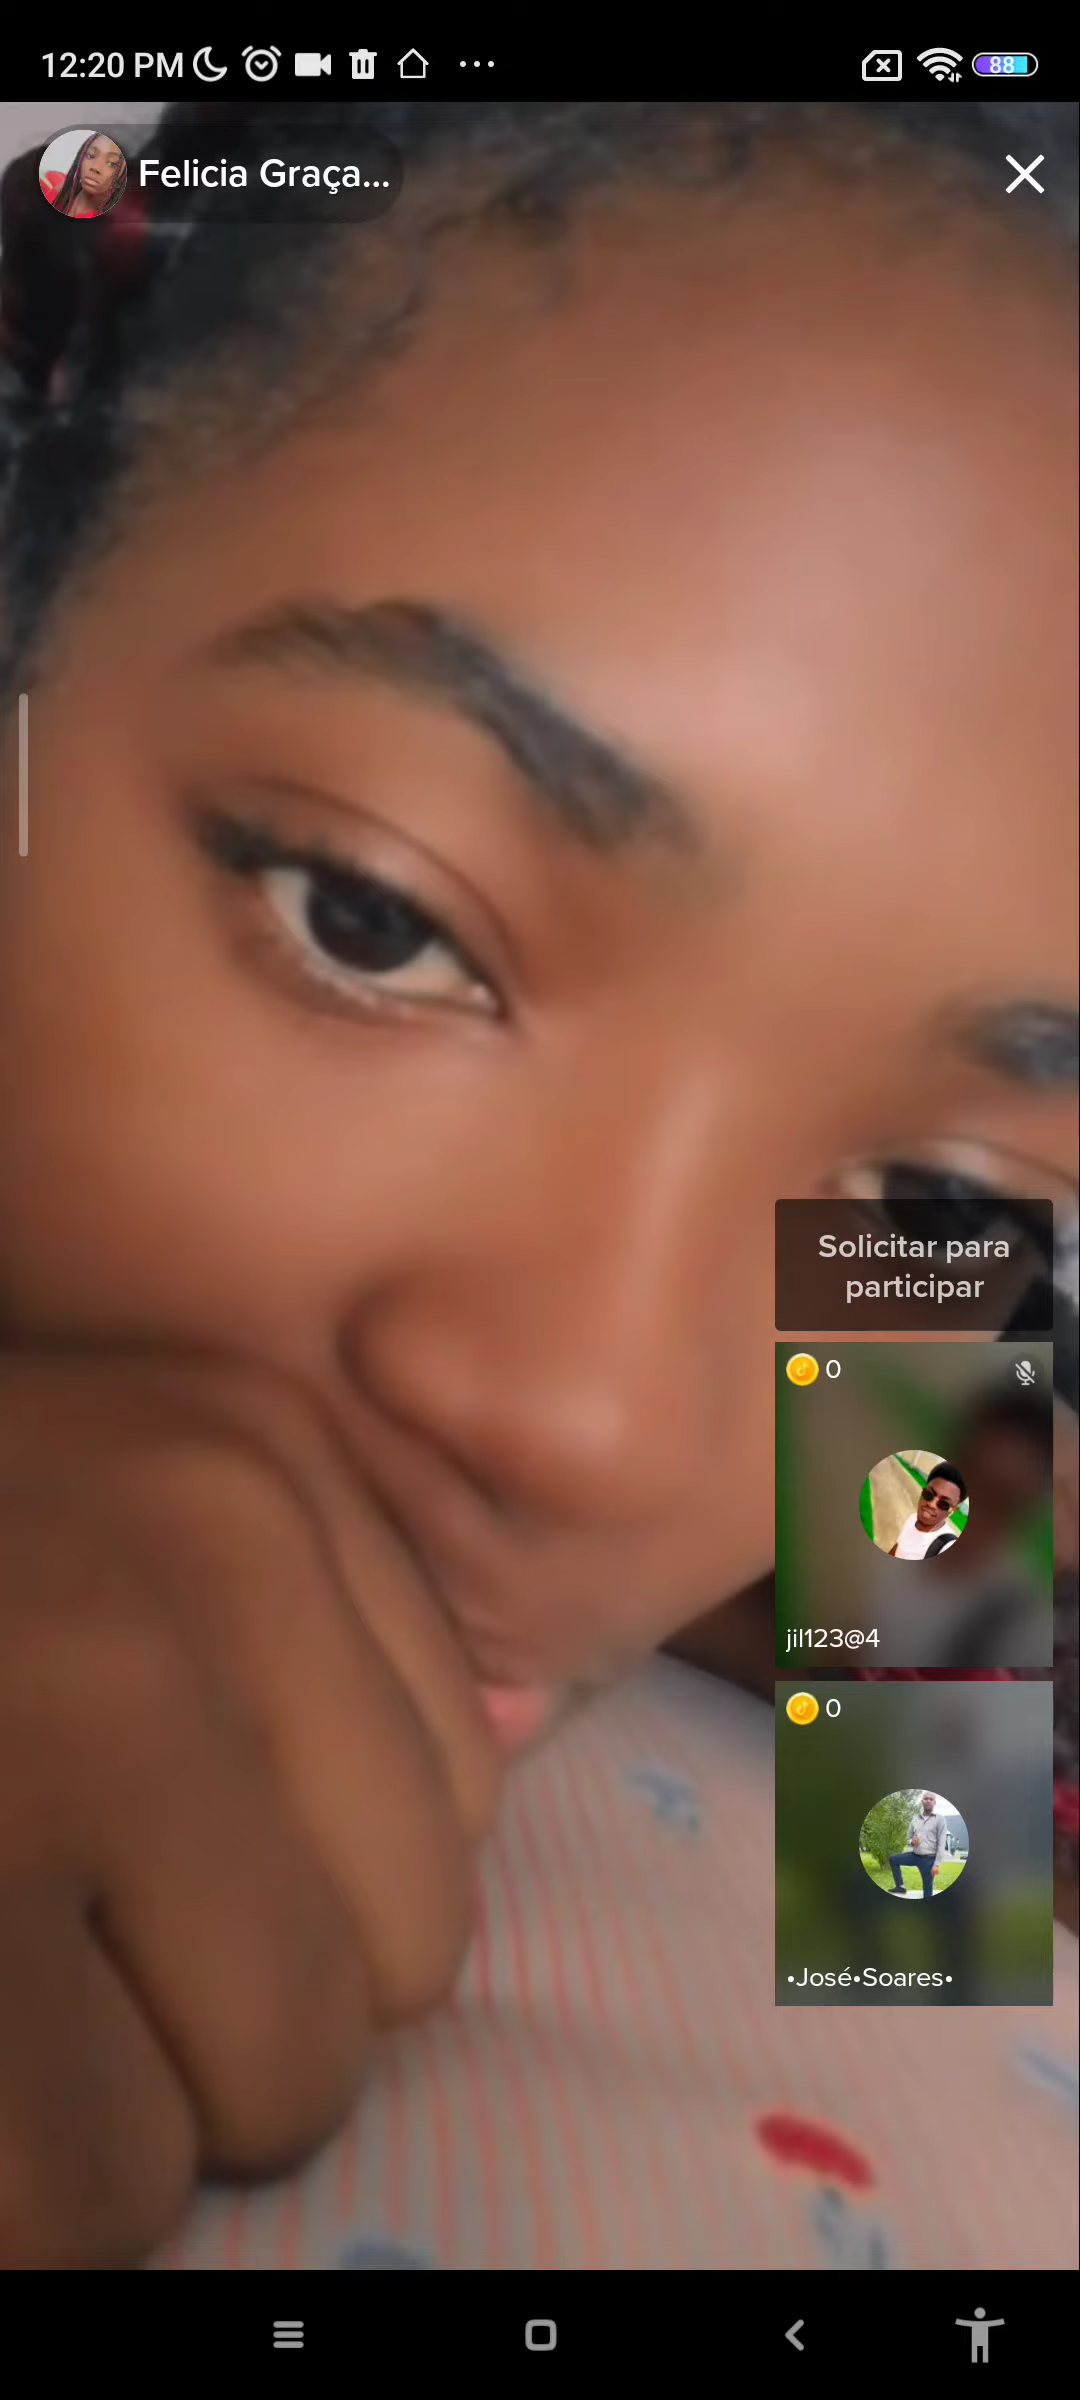 12:20 PM
88
Felicia Graça...
Solicitar para
participar
0
jil123@4
0
•José•Soares•